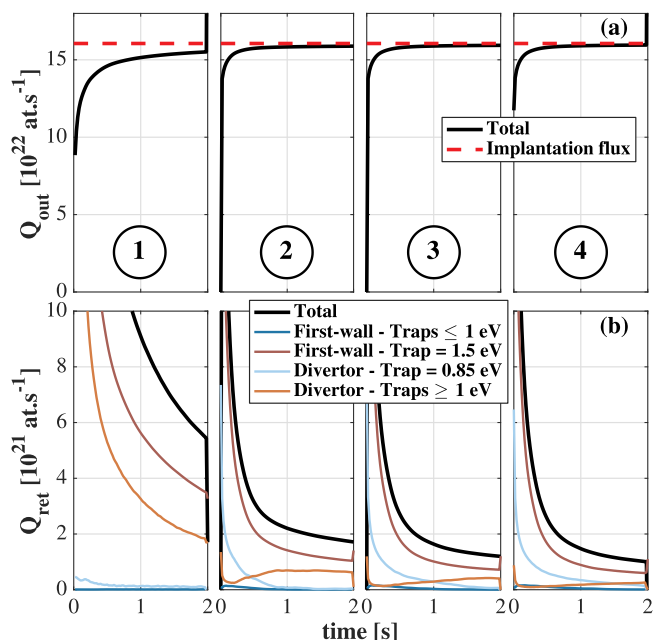 (a)
Q_out [10^22 at.s^-1]
15
10
5
0
Total
Implantation flux
1
2
3
4
(b)
Q_ret [10^21 at.s^-1]
10
8
6
4
2
0
Total
First-wall - Traps ≤ 1 eV
First-wall - Trap = 1.5 eV
Divertor - Trap = 0.85 eV
Divertor - Traps ≥ 1 eV
0 1 2 0 1 2 0 1 2 0 1 2
time [s]